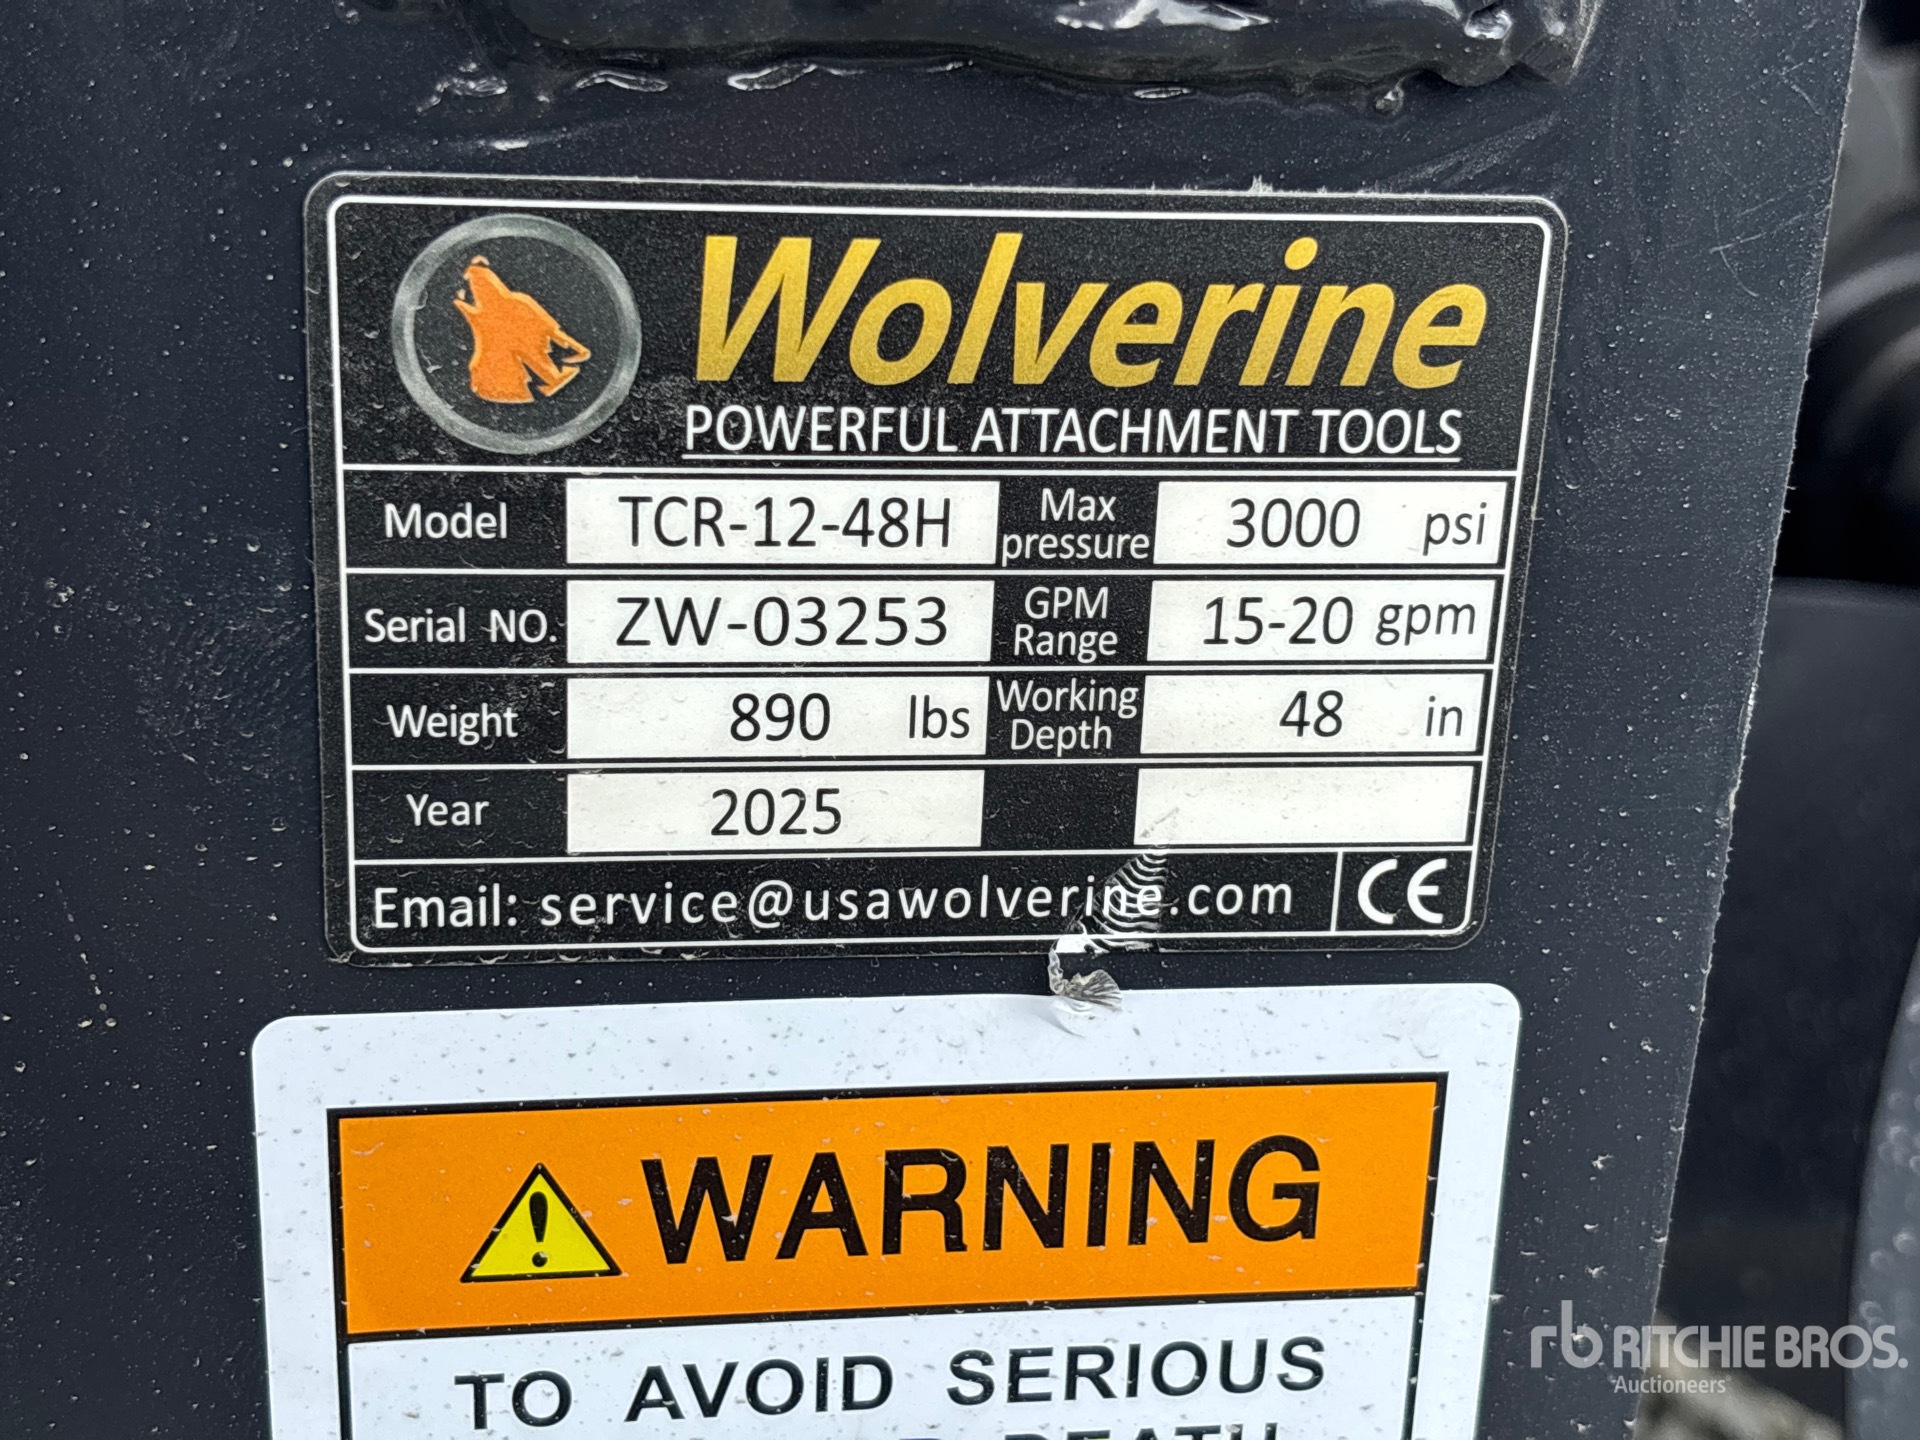 Wolverine
POWERFUL ATTACHMENT TOOLS
Model TCR-12-48H Max pressure 3000 psi
Serial NO. ZW-03253 GPM Range 15-20 gpm
Weight 890 lbs Working Depth 48 in
Year 2025
Email: service@usawolverine.com CE
WARNING
TO AVOID SERIOUS
DEATH
rb RITCHIE BROS.
Auctioneers